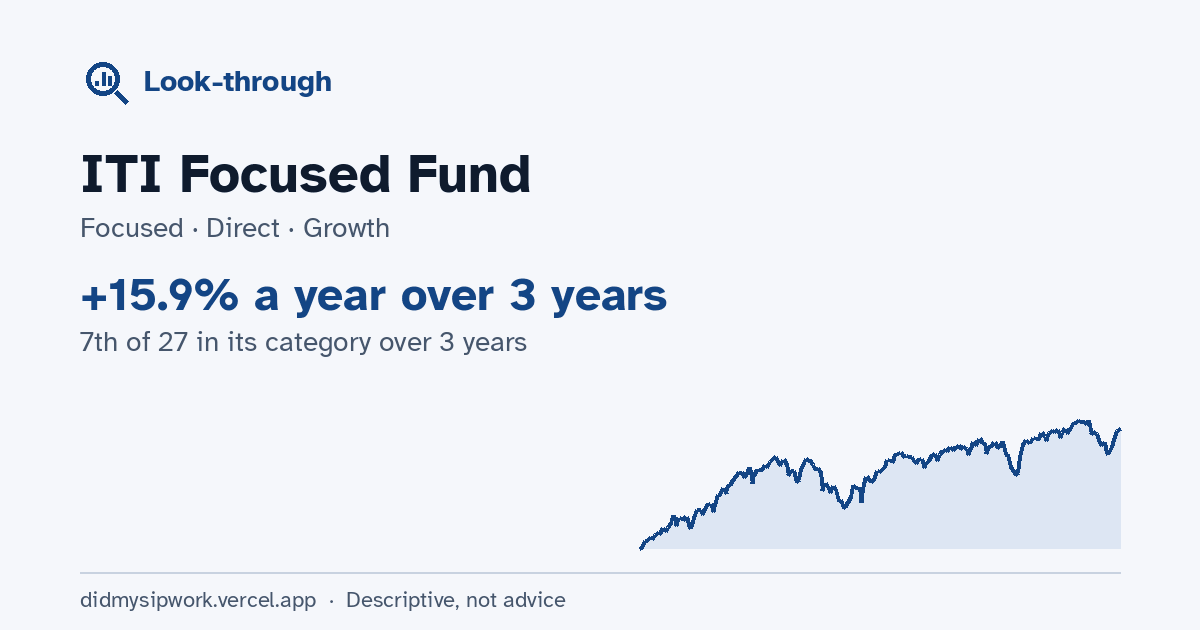 Look-through
ITI Focused Fund
Focused · Direct · Growth
+15.9% a year over 3 years
7th of 27 in its category over 3 years
didmysipwork.vercel.app · Descriptive, not advice